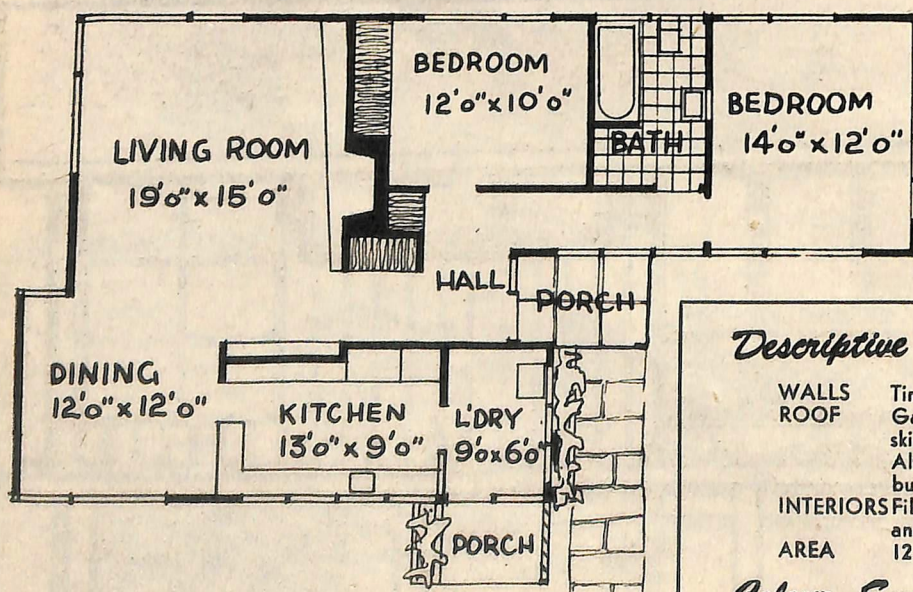 BEDROOM
12'0"x10'0"
BATH
BEDROOM
14'0"x12'0"
LIVING ROOM
19'0"x15'0"
HALL
PORCH
DINING
12'0"x12'0"
KITCHEN
13'0"x9'0"
L'DRY
9'0x6'0
PORCH
Descriptive
WALLS
ROOF
INTERIORS
AREA